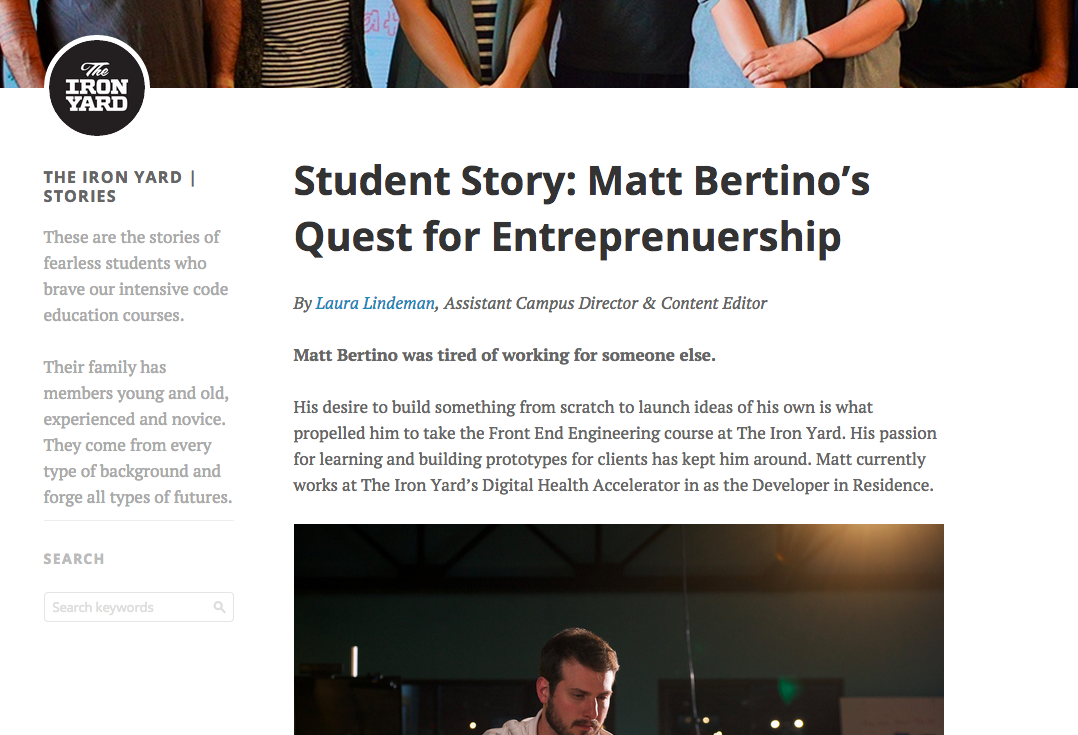 The
IRON
YARD
THE IRON YARD |
STORIES
These are the stories of
fearless students who
brave our intensive code
education courses.
Their family has
members young and old,
experienced and novice.
They come from every
type of background and
forge all types of futures.
SEARCH
Search keywords
Student Story: Matt Bertino’s
Quest for Entreprenuership
By Laura Lindeman, Assistant Campus Director & Content Editor
Matt Bertino was tired of working for someone else.
His desire to build something from scratch to launch ideas of his own is what
propelled him to take the Front End Engineering course at The Iron Yard. His passion
for learning and building prototypes for clients has kept him around. Matt currently
works at The Iron Yard’s Digital Health Accelerator in as the Developer in Residence.